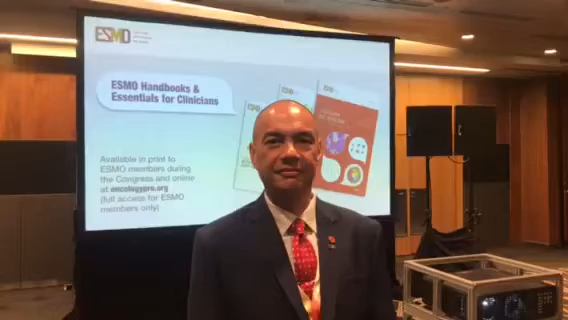 ESMO
ESMO Handbooks &
Essentials for Clinicians
Available in print to
ESMO members during
the Congress and online
at oncologypro.org
(full access for ESMO
members only)